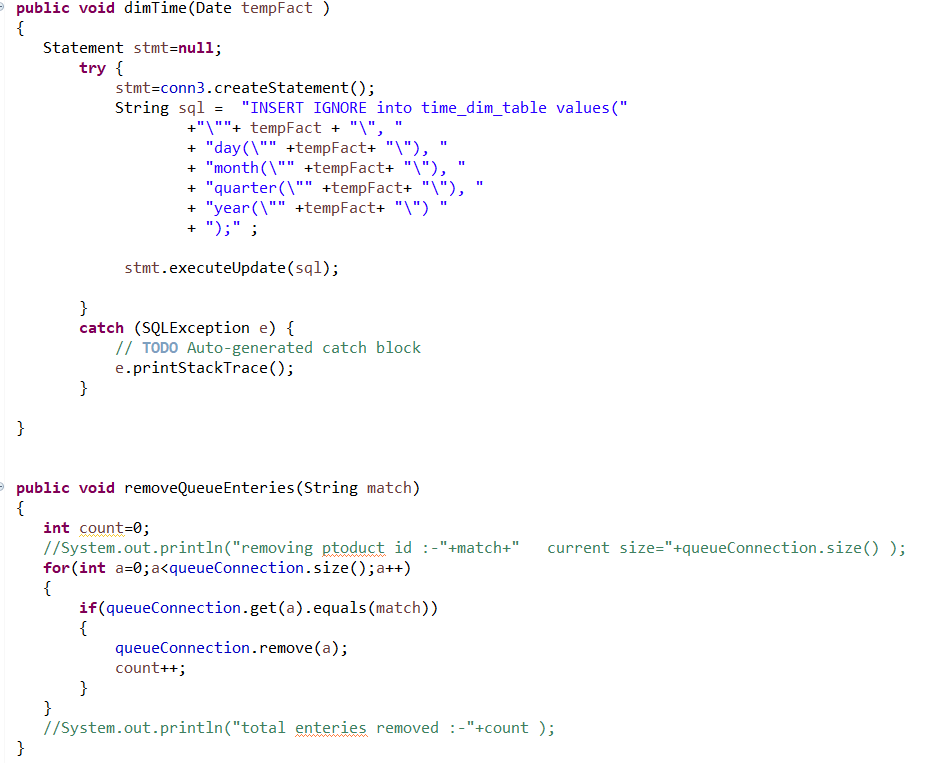 public void dimTime(Date tempFact )
{
   Statement stmt=null;
       try {
           stmt=conn3.createStatement();
           String sql =  "INSERT IGNORE into time_dim_table values("
                   +"\""+ tempFact + "\", "
                   + "day(\"" +tempFact+ "\"), "
                   + "month(\"" +tempFact+ "\"), "
                   + "quarter(\"" +tempFact+ "\"), "
                   + "year(\"" +tempFact+ "\") "
                   + ");" ;
            stmt.executeUpdate(sql);
       }
       catch (SQLException e) {
           // TODO Auto-generated catch block
           e.printStackTrace();
       }
}
public void removeQueueEnteries(String match)
{
   int count=0;
   //System.out.println("removing ptoduct id :-"+match+"   current size="+queueConnection.size() );
   for(int a=0;a<queueConnection.size();a++)
   {
       if(queueConnection.get(a).equals(match))
       {
           queueConnection.remove(a);
           count++;
       }
   }
   //System.out.println("total enteries removed :-"+count );
}